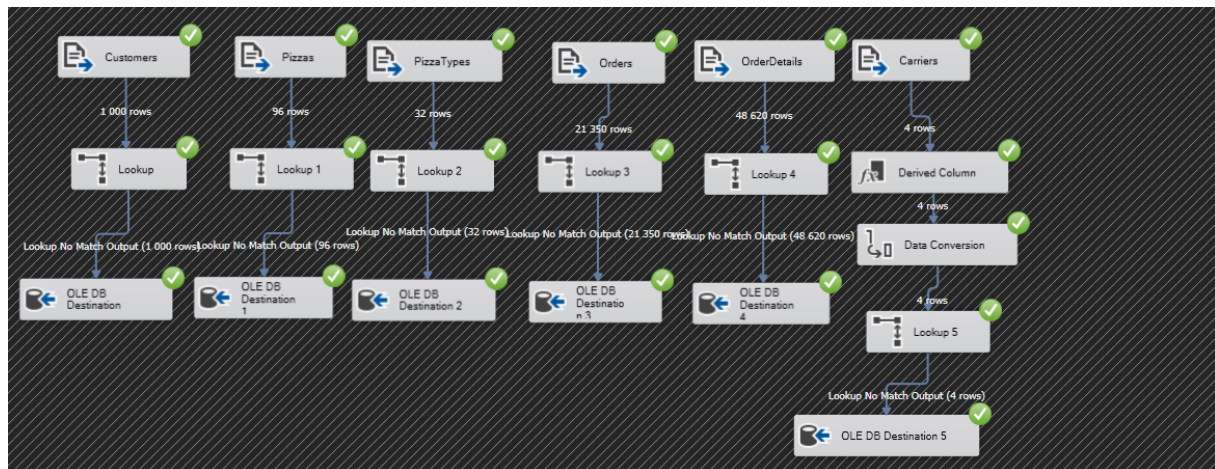 Customers
Pizzas
PizzaTypes
Orders
OrderDetails
Carriers
1 000 rows
96 rows
32 rows
21 350 rows
48 620 rows
4 rows
Lookup
Lookup 1
Lookup 2
Lookup 3
Lookup 4
Derived Column
4 rows
Lookup No Match Output (1 000 rows)
Lookup No Match Output (96 rows)
Lookup No Match Output (32 rows)
Lookup No Match Output (21 350 rows)
Lookup No Match Output (48 620 rows)
Data Conversion
OLE DB
Destination
OLE DB
Destination
1
OLE DB
Destination 2
OLE DB
Destinatio
n 3
OLE DB
Destination
4
4 rows
Lookup 5
Lookup No Match Output (4 rows)
OLE DB Destination 5